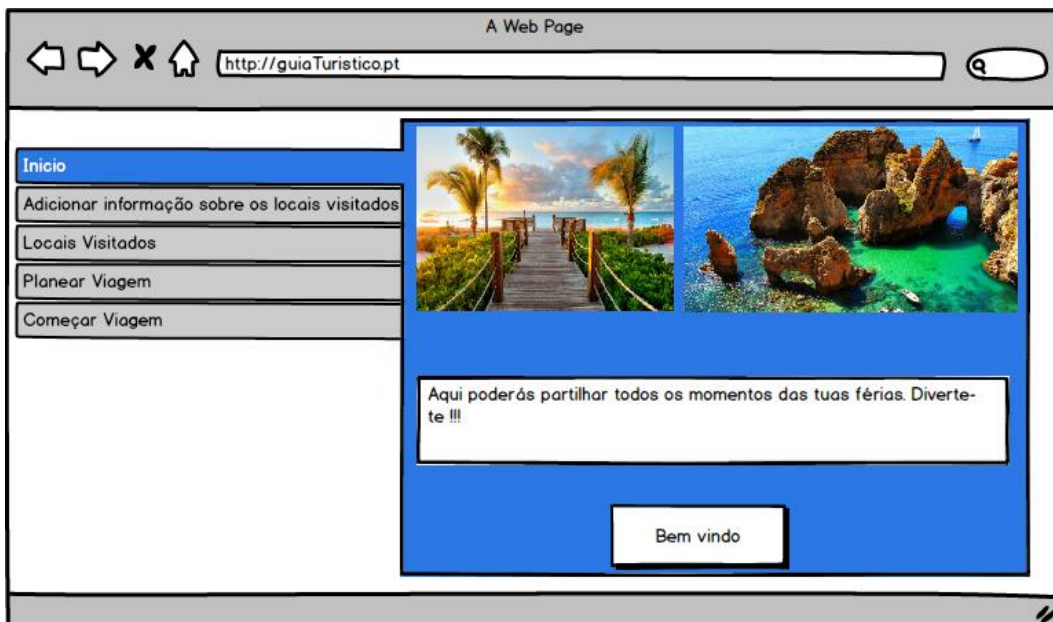 A Web Page
http://guiaTuristico.pt
Inicio
Adicionar informação sobre os locais visitados
Locais Visitados
Planear Viagem
Começar Viagem
Aqui poderás partilhar todos os momentos das tuas férias. Diverte-
te !!!
Bem vindo